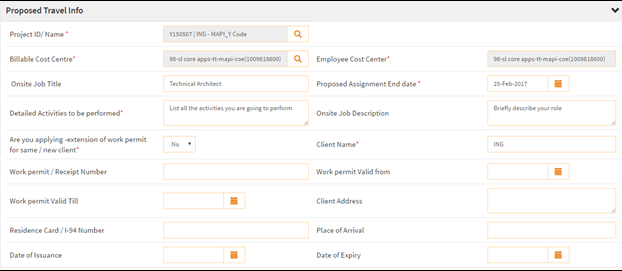 Proposed Travel Info
Project ID/ Name * Y150507 | ING - MAPI_Y Code
Billable Cost Centre* 98-sl core apps-tt-mapi-coe(1009818600) Employee Cost Center* 98-sl core apps-tt-mapi-coe(1009818600)
Onsite Job Title Technical Architect Proposed Assignment End date * 25-Feb-2017
Detailed Activities to be performed* List all the activities you are going to perform Onsite Job Description Briefly describe your role
Are you applying -extension of work permit
for same / new client* No Client Name* ING
Work permit / Receipt Number Work permit Valid from
Work permit Valid Till Client Address
Residence Card / I-94 Number Place of Arrival
Date of Issuance Date of Expiry